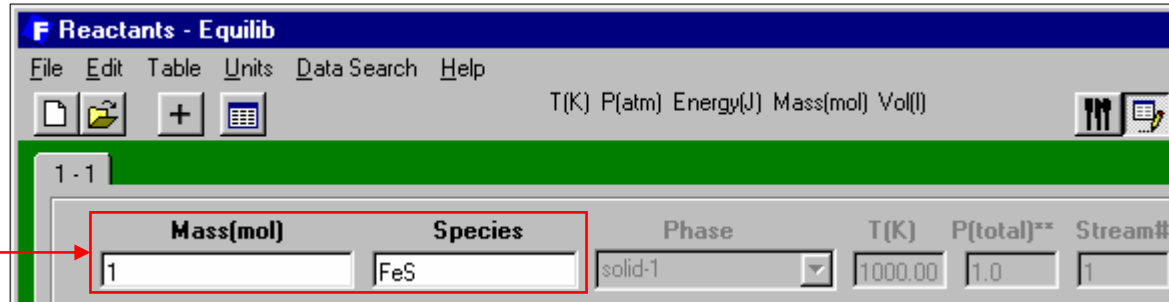 F Reactants - Equilib
File Edit Table Units Data Search Help
T(K) P(atm) Energy(J) Mass(mol) Vol(l)
1 - 1
Mass(mol) Species Phase T(K) P(total)** Stream#
1 FeS solid-1 1000.00 1.0 1